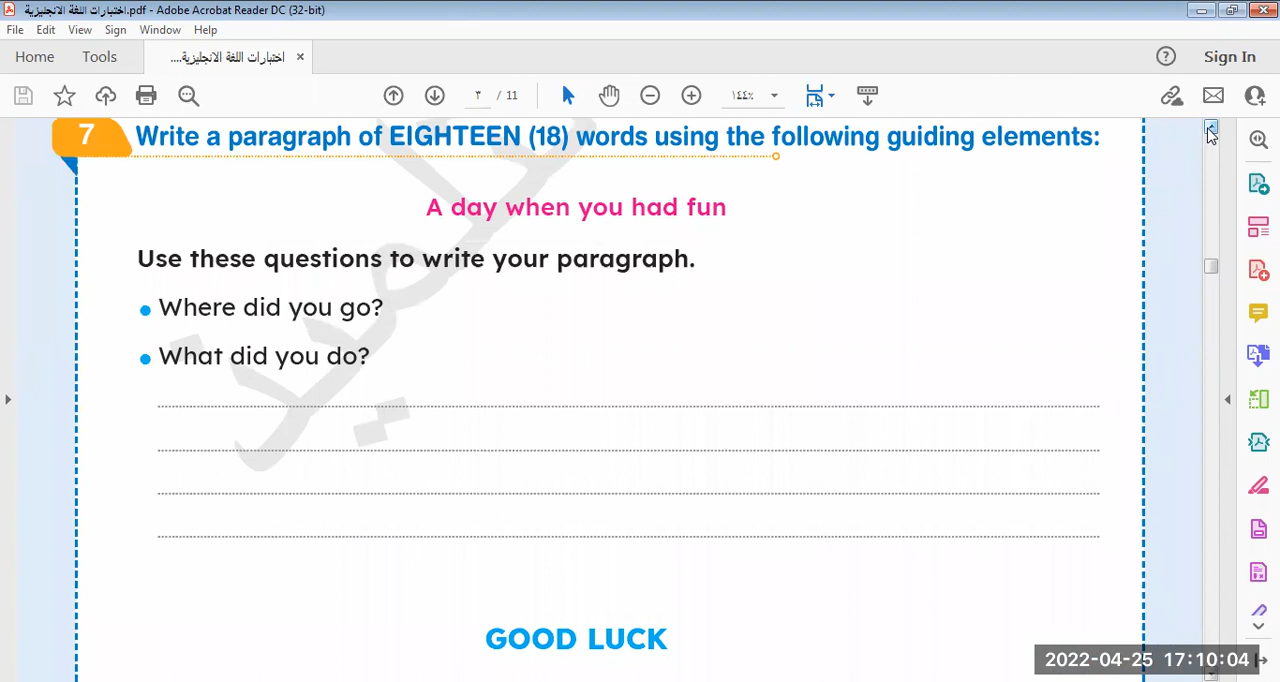 اختبارات اللغة الانجليزية.pdf - Adobe Acrobat Reader DC (32-bit)
File Edit View Sign Window Help
Home Tools اختبارات اللغة الانجليزية.... × Sign In
٣ / 11 ١٤٤٪
7 Write a paragraph of EIGHTEEN (18) words using the following guiding elements:
A day when you had fun
Use these questions to write your paragraph.
• Where did you go?
• What did you do?
GOOD LUCK
2022-04-25 17:10:04